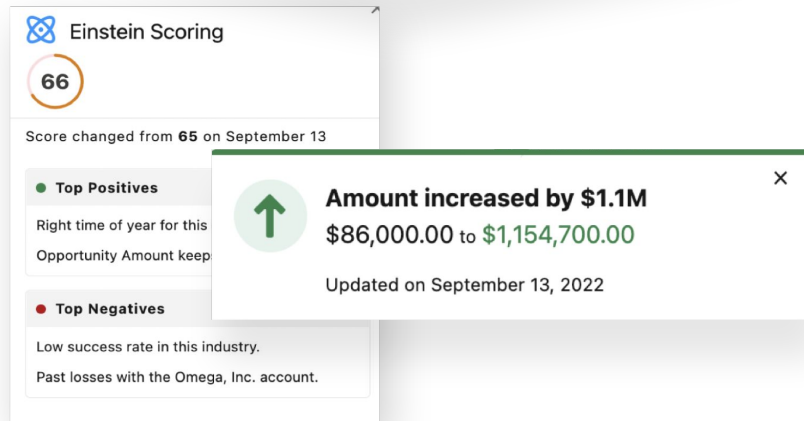 Einstein Scoring
66
Score changed from 65 on September 13
Top Positives
Right time of year for this
Opportunity Amount keep
Top Negatives
Low success rate in this industry.
Past losses with the Omega, Inc. account.
Amount increased by $1.1M
$86,000.00 to $1,154,700.00
Updated on September 13, 2022